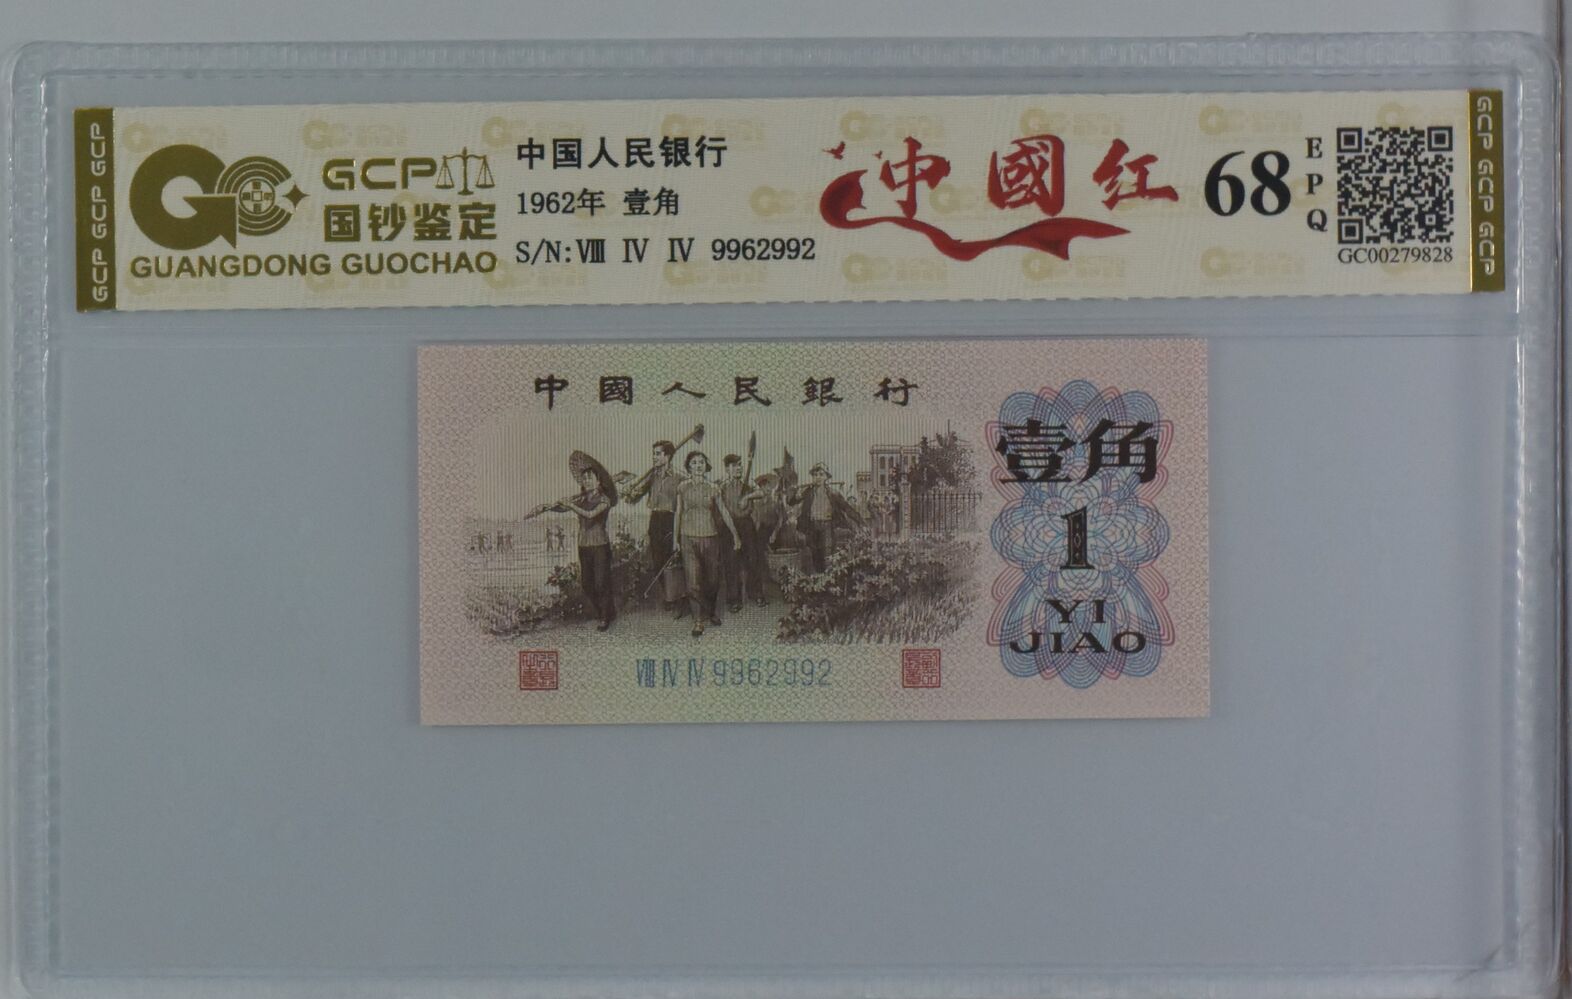 GCP GCP GCP
GCP
国钞鉴定
GUANGDONG GUOCHAO
中国人民银行
1962年 壹角
S/N: Ⅷ Ⅳ Ⅳ 9962992
中國红
68
EPQ
GC00279828
GCP GCP GCP
中國人民銀行
壹角
1
YI
JIAO
Ⅷ Ⅳ Ⅳ 9962992